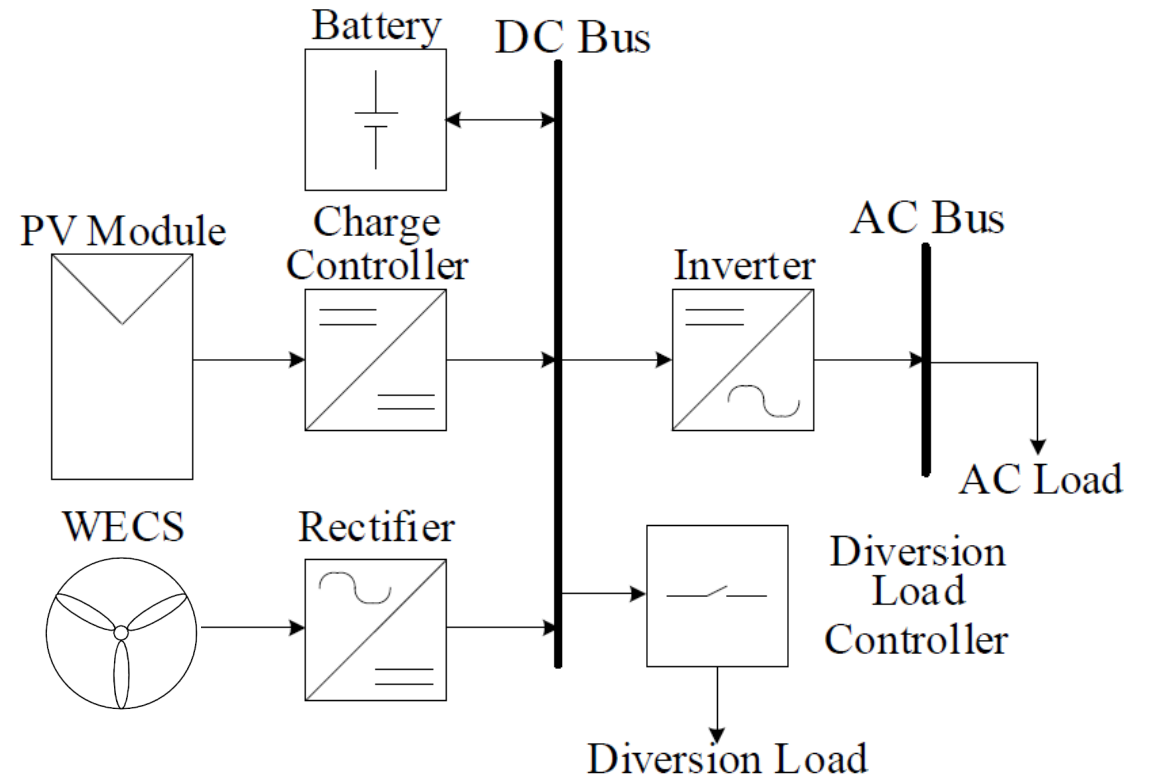 Battery
DC Bus
PV Module
Charge
Controller
Inverter
AC Bus
AC Load
WECS
Rectifier
Diversion
Load
Controller
Diversion Load